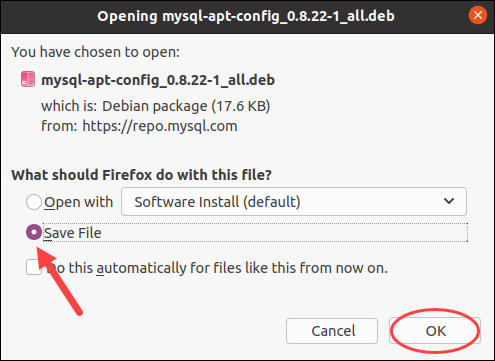 Opening mysql-apt-config_0.8.22-1_all.deb
You have chosen to open:
mysql-apt-config_0.8.22-1_all.deb
which is: Debian package (17.6 KB)
from: https://repo.mysql.com
What should Firefox do with this file?
Open with Software Install (default)
Save File
Do this automatically for files like this from now on.
Cancel OK